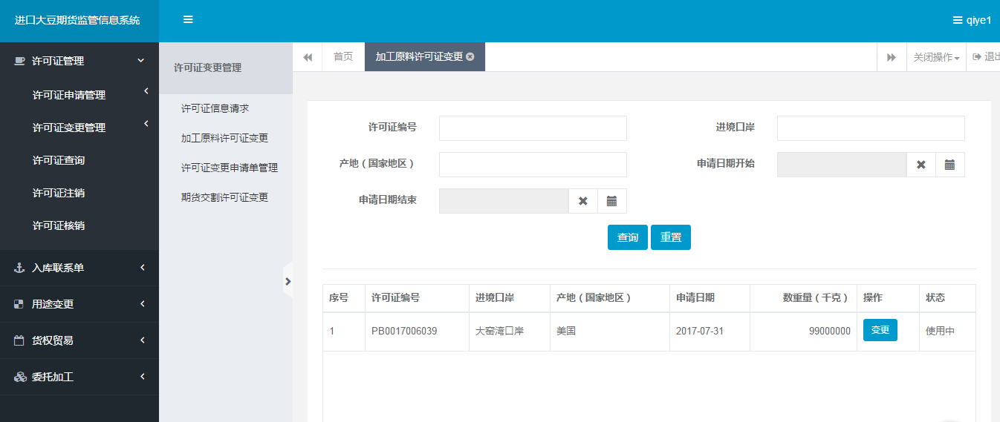 进口大豆期货监管信息系统
qiye1
许可证管理
许可证申请管理
许可证变更管理
许可证查询
许可证注销
许可证核销
入库联系单
用途变更
货权贸易
委托加工
许可证变更管理
许可证信息请求
加工原料许可证变更
许可证变更申请单管理
期货交割许可证变更
首页 加工原料许可证变更 关闭操作 退出
许可证编号 进境口岸
产地（国家地区） 申请日期开始
申请日期结束
查询 重置
序号 许可证编号 进境口岸 产地（国家地区） 申请日期 数重量（千克） 操作 状态
1 PB0017006039 大窑湾口岸 美国 2017-07-31 99000000 变更 使用中